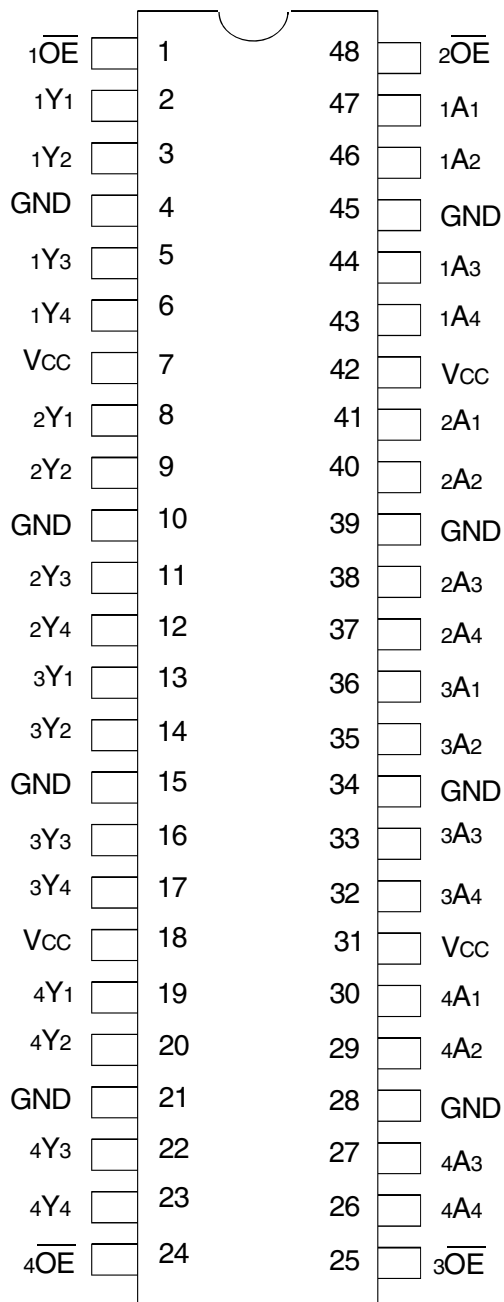 1O̅E̅ 1 48 2O̅E̅
1Y1 2 47 1A1
1Y2 3 46 1A2
GND 4 45 GND
1Y3 5 44 1A3
1Y4 6 43 1A4
VCC 7 42 VCC
2Y1 8 41 2A1
2Y2 9 40 2A2
GND 10 39 GND
2Y3 11 38 2A3
2Y4 12 37 2A4
3Y1 13 36 3A1
3Y2 14 35 3A2
GND 15 34 GND
3Y3 16 33 3A3
3Y4 17 32 3A4
VCC 18 31 VCC
4Y1 19 30 4A1
4Y2 20 29 4A2
GND 21 28 GND
4Y3 22 27 4A3
4Y4 23 26 4A4
4O̅E̅ 24 25 3O̅E̅